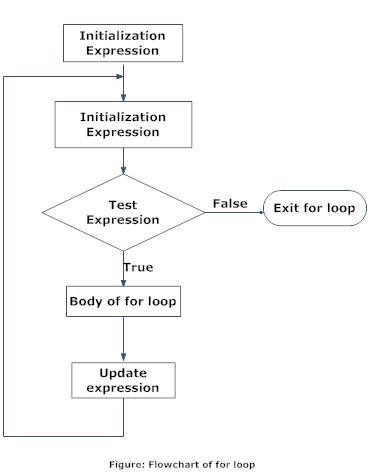 Initialization
Expression
Initialization
Expression
Test
Expression
False
Exit for loop
True
Body of for loop
Update
expression
Figure: Flowchart of for loop